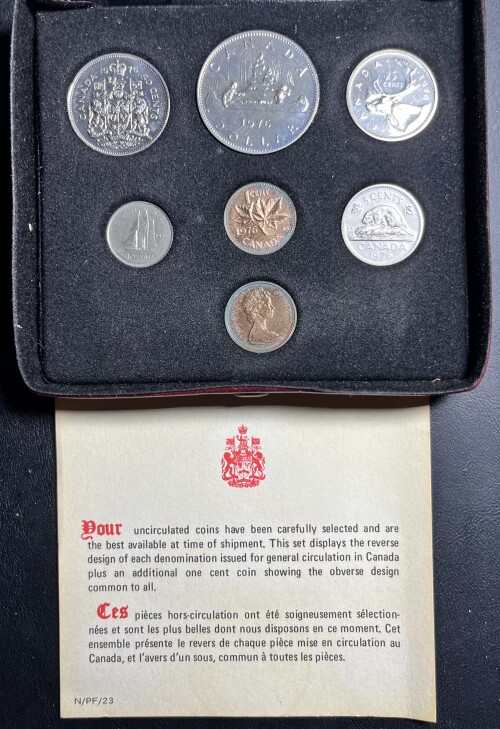 CANADA 1976 50 CENTS
CANADA
1976
DOLLAR
CANADA
25
CENTS
1 CENT
1976
CANADA
5 CENTS
CANADA
1976
Your uncirculated coins have been carefully selected and are
the best available at time of shipment. This set displays the reverse
design of each denomination issued for general circulation in Canada
plus an additional one cent coin showing the obverse design
common to all.
Ces pièces hors-circulation ont été soigneusement sélection-
nées et sont les plus belles dont nous disposons en ce moment. Cet
ensemble présente le revers de chaque pièce mise en circulation au
Canada, et l'avers d'un sous, commun à toutes les pièces.
N/PF/23